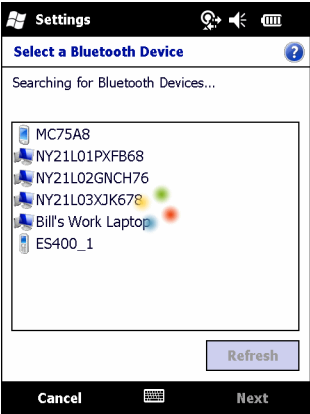 Settings
Select a Bluetooth Device
Searching for Bluetooth Devices...
MC75A8
NY21L01PXFB68
NY21L02GNCH76
NY21L03XJK678
Bill's Work Laptop
ES400_1
Refresh
Cancel
Next